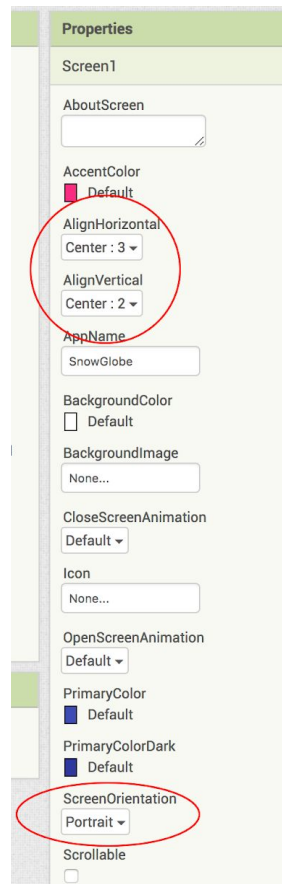 Properties
Screen1
AboutScreen
AccentColor
Default
AlignHorizontal
Center : 3
AlignVertical
Center : 2
AppName
SnowGlobe
BackgroundColor
Default
BackgroundImage
None...
CloseScreenAnimation
Default
Icon
None...
OpenScreenAnimation
Default
PrimaryColor
Default
PrimaryColorDark
Default
ScreenOrientation
Portrait
Scrollable